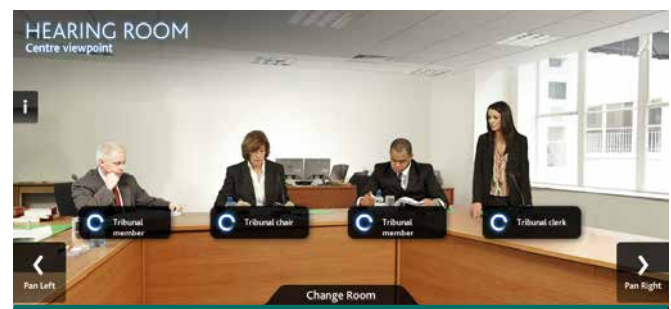 HEARING ROOM
Centre viewpoint
i
Tribunal
member
Tribunal chair
Tribunal
member
Tribunal clerk
Pan Left
Change Room
Pan Right